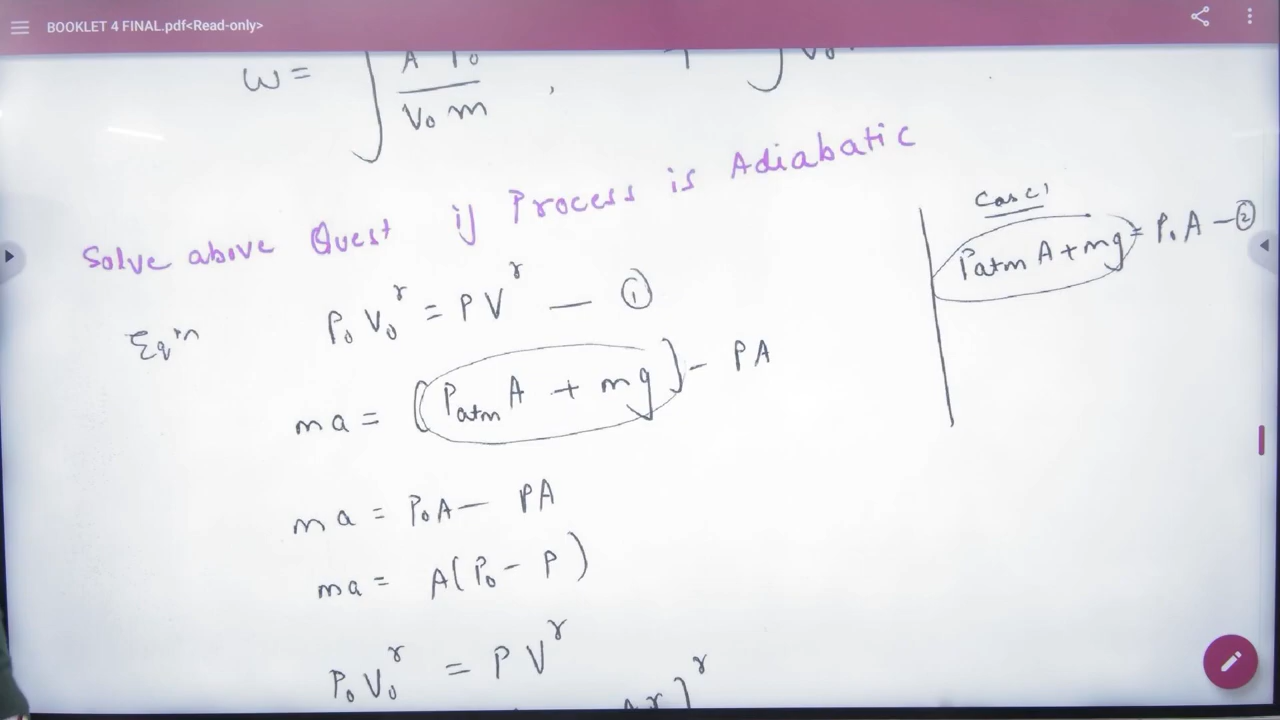 BOOKLET 4 FINAL.pdf<Read-only>
ω = ∫ A P₀ / V₀ m ,
Solve above Quest if Process is Adiabatic
Case 1
Patm A + mg = P₀ A — ②
Eqⁿ P₀ V₀^γ = P V^γ — ①
ma = [Patm A + mg] - PA
ma = P₀A - PA
ma = A(P₀ - P)
P₀ V₀^γ = P V^γ